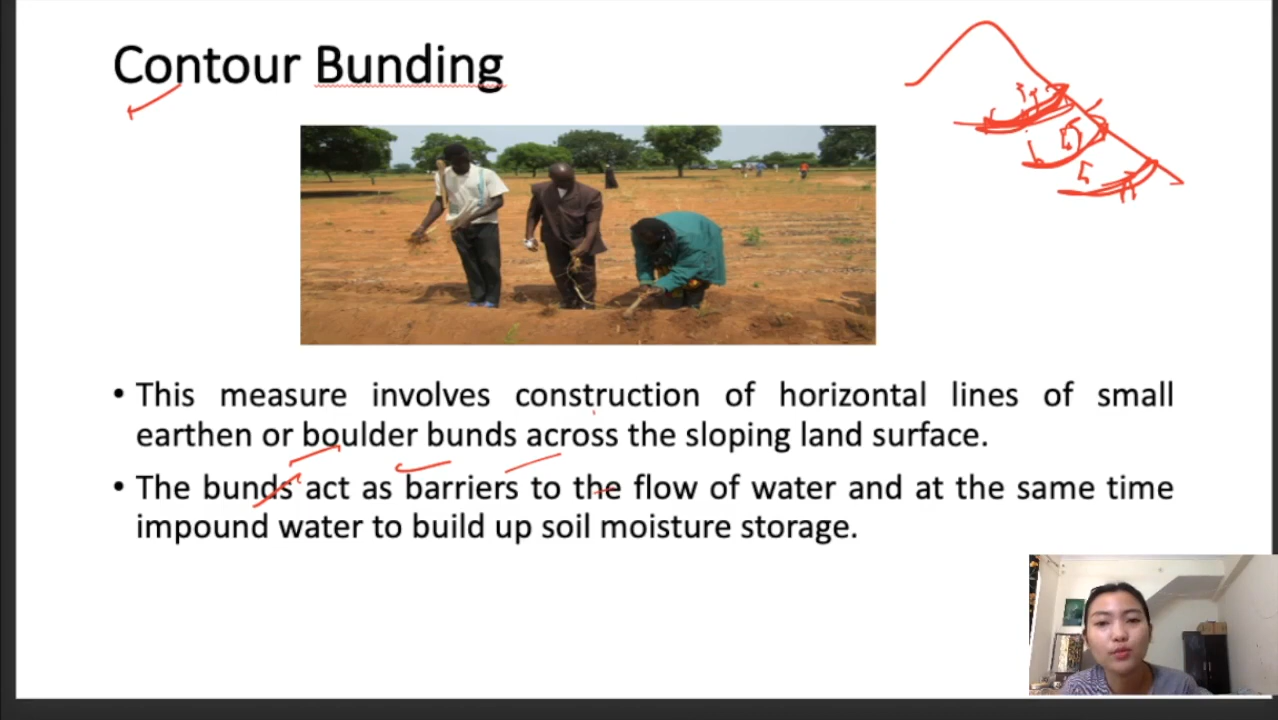 Contour Bunding
• This measure involves construction of horizontal lines of small
earthen or boulder bunds across the sloping land surface.
• The bunds act as barriers to the flow of water and at the same time
impound water to build up soil moisture storage.